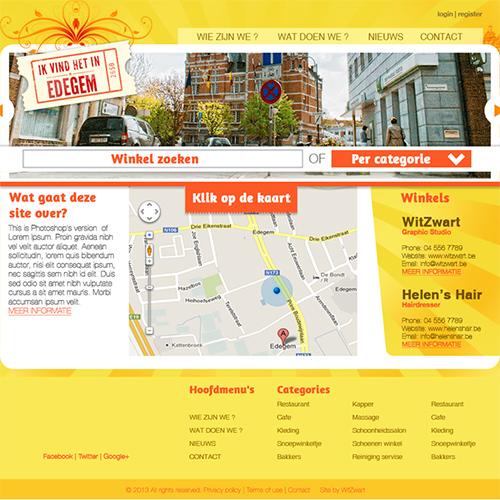 login | register
WIE ZIJN WE ?
WAT DOEN WE ?
NIEUWS
CONTACT
IK VIND HET IN
EDEGEM
2650
Winkel zoeken
OF
Per categorie
Wat gaat deze
site over?
This is Photoshop's version of
Lorem Ipsum. Proin gravida nibh
vel velit auctor aliquet. Aenean
sollicitudin, lorem quis bibendum
auctor, nisi elit consequat ipsum,
nec sagittis sem nibh id elit. Duis
sed odio sit amet nibh vulputate
cursus a sit amet mauris. Morbi
accumsan ipsum velit.
MEER INFORMATIE
Klik op de kaart
N106
Drie Eikenstraat
Drie Eikenstraat
N173
De Bondt
/ J&
Hazelbos
Hoefsweg
Terelststraat
Prins Boudewijnlaan
N173
Kattenbroek
A
Edegem
Winkels
WitZwart
Graphic Studio
Phone: 04 556 7789
Website: www.witzwart.be
Email: info@witzwart.be
MEER INFORMATIE
Helen's Hair
Hairdresser
Phone: 04 556 7789
Website: www.helenshair.be
Email: info@helenshair.be
MEER INFORMATIE
Hoofdmenu's
WIE ZIJN WE ?
WAT DOEN WE ?
NIEUWS
CONTACT
Categories
Restaurant
Cafe
Kleding
Snoepwinkeltje
Bakkers
Kapper
Massage
Schoonheidssalon
Schoenen winkel
Reiniging servise
Restaurant
Cafe
Kleding
Snoepwinkeltje
Bakkers
Facebook | Twitter | Google+
© 2013 All rights reserved. Privacy policy | Terms of use | Contact
Site by WitZwart